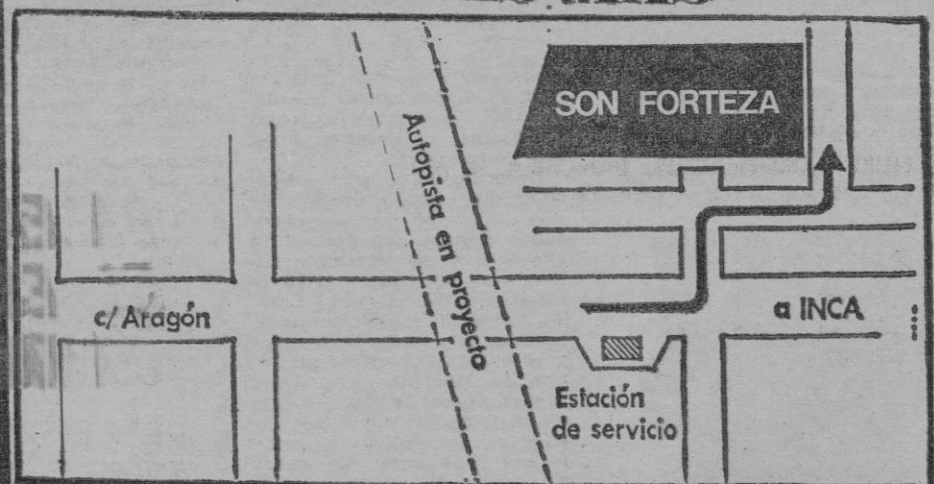 SON FORTEZA
Autopista en proyecto
c/ Aragón
a INCA
Estación
de servicio